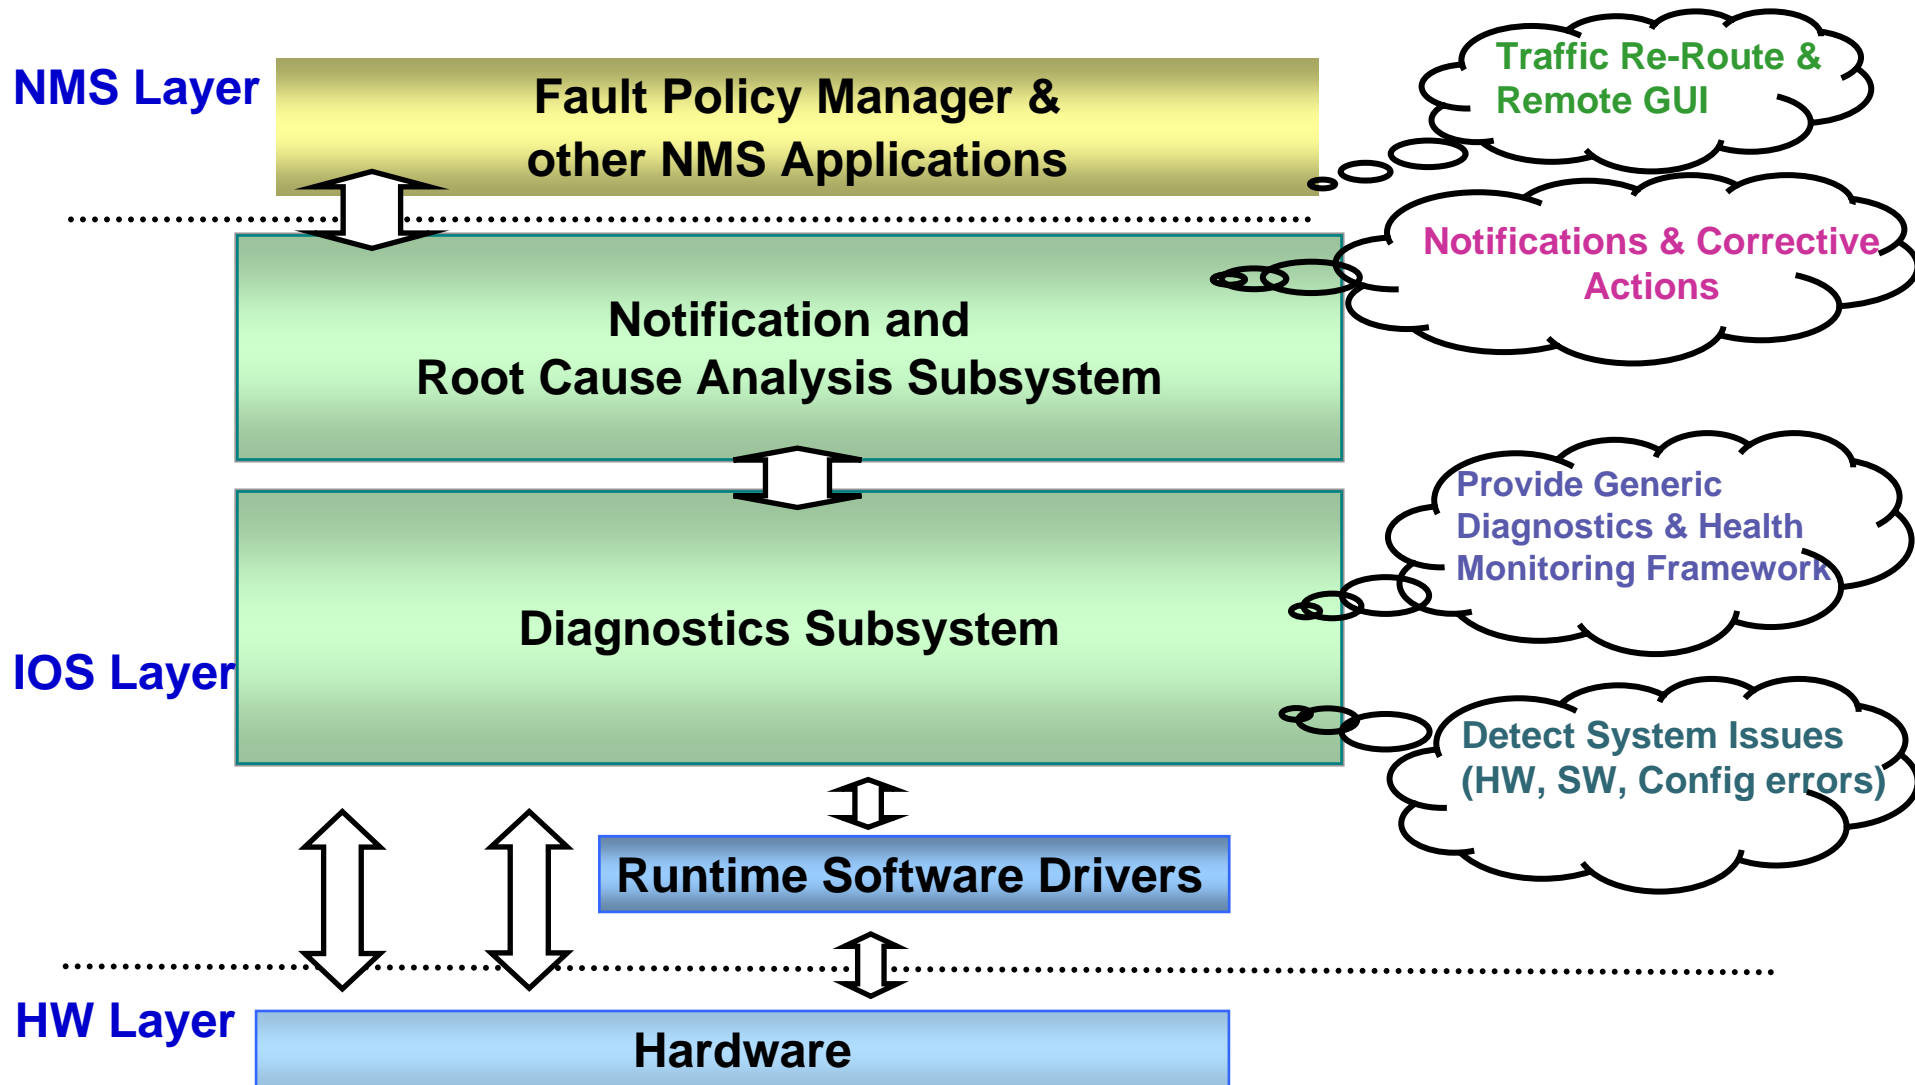 NMS Layer
Fault Policy Manager &
other NMS Applications
Traffic Re-Route &
Remote GUI
Notifications & Corrective
Actions
Notification and
Root Cause Analysis Subsystem
Provide Generic
Diagnostics & Health
Monitoring Framework
Diagnostics Subsystem
IOS Layer
Detect System Issues
(HW, SW, Config errors)
Runtime Software Drivers
HW Layer
Hardware